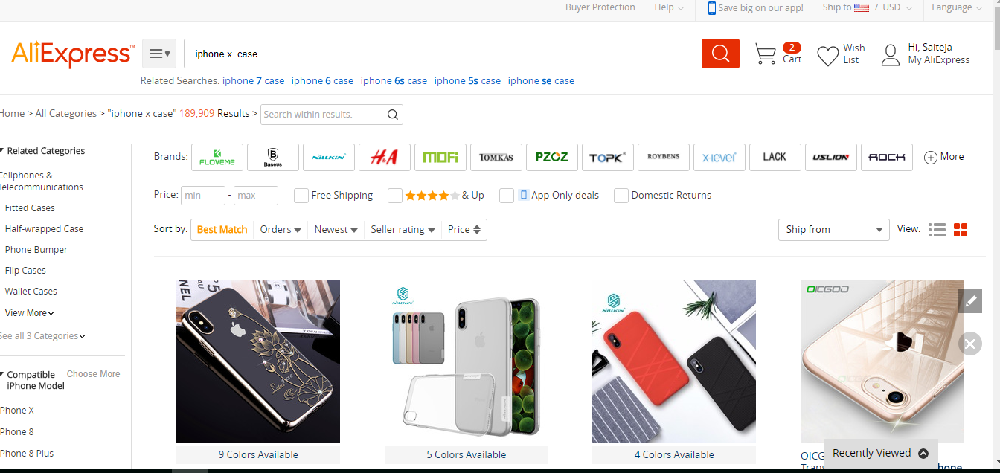 Buyer Protection Help Save big on our app! Ship to / USD Language
AliExpress™
iphone x case
2
Cart
Wish
List
Hi, Saiteja
My AliExpress
Related Searches: iphone 7 case iphone 6 case iphone 6s case iphone 5s case iphone se case
Home > All Categories > "iphone x case" 189,909 Results > Search within results.
Related Categories
Cellphones &
Telecommunications
Fitted Cases
Half-wrapped Case
Phone Bumper
Flip Cases
Wallet Cases
View More
See all 3 Categories
Compatible
iPhone Model
Choose More
Phone X
Phone 8
Phone 8 Plus
Brands: FLOVEME Baseus NILLKIN H&A MOFi TOMKAS PZOZ TOPK ROYBENS X-level LACK USLION ROCK More
Price: min - max Free Shipping & Up App Only deals Domestic Returns
Sort by: Best Match Orders Newest Seller rating Price Ship from View:
NEL
NILLKIN
NILLKIN
OICGOO
9 Colors Available
5 Colors Available
4 Colors Available
Recently Viewed